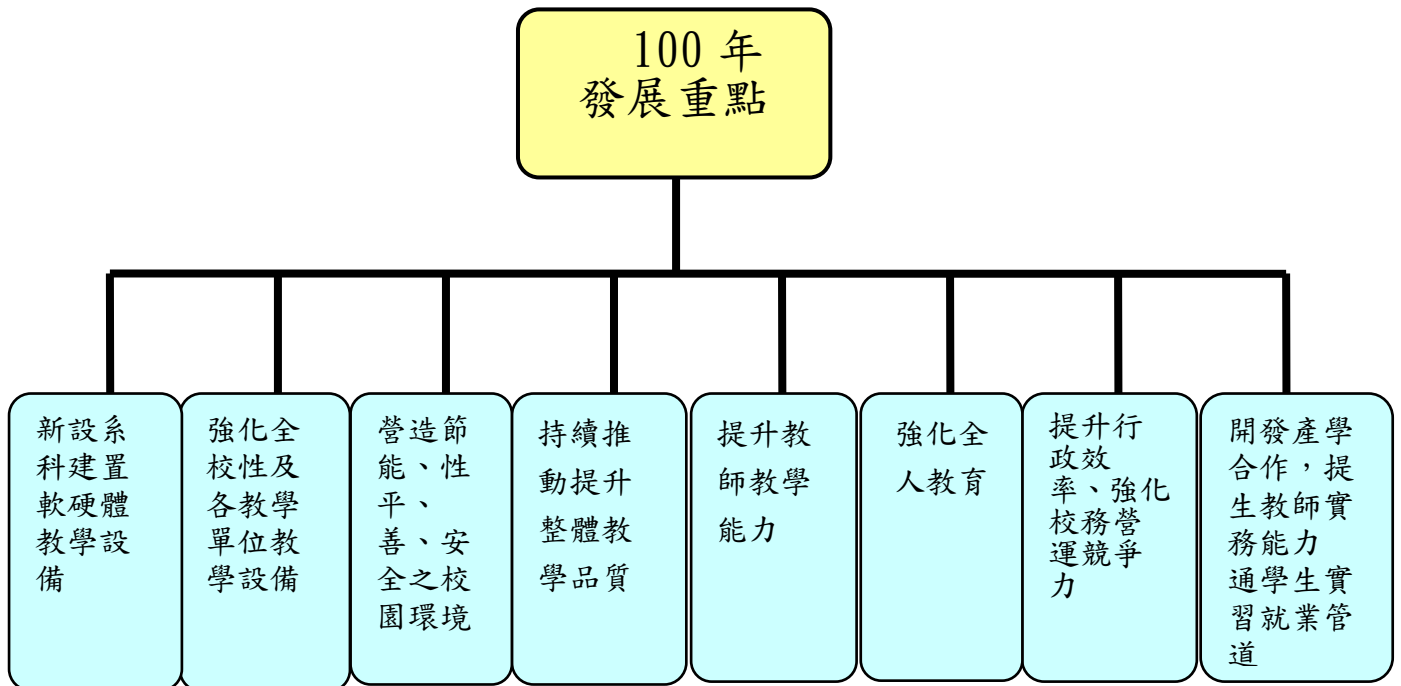 100 年
發展重點
新設系
科建置
軟硬體
教學設
備
強化全
校性及
各教學
單位教
學設備
營造節
能、性
平、
善、安
全之校
園環境
持續推
動提升
整體教
學品質
提升教
師教學
能力
強化全
人教育
提升行
政效
率、強化
校務營
運競爭
力
開發產學
合作，提
生教師實
務能力
通學生實
習就業管
道